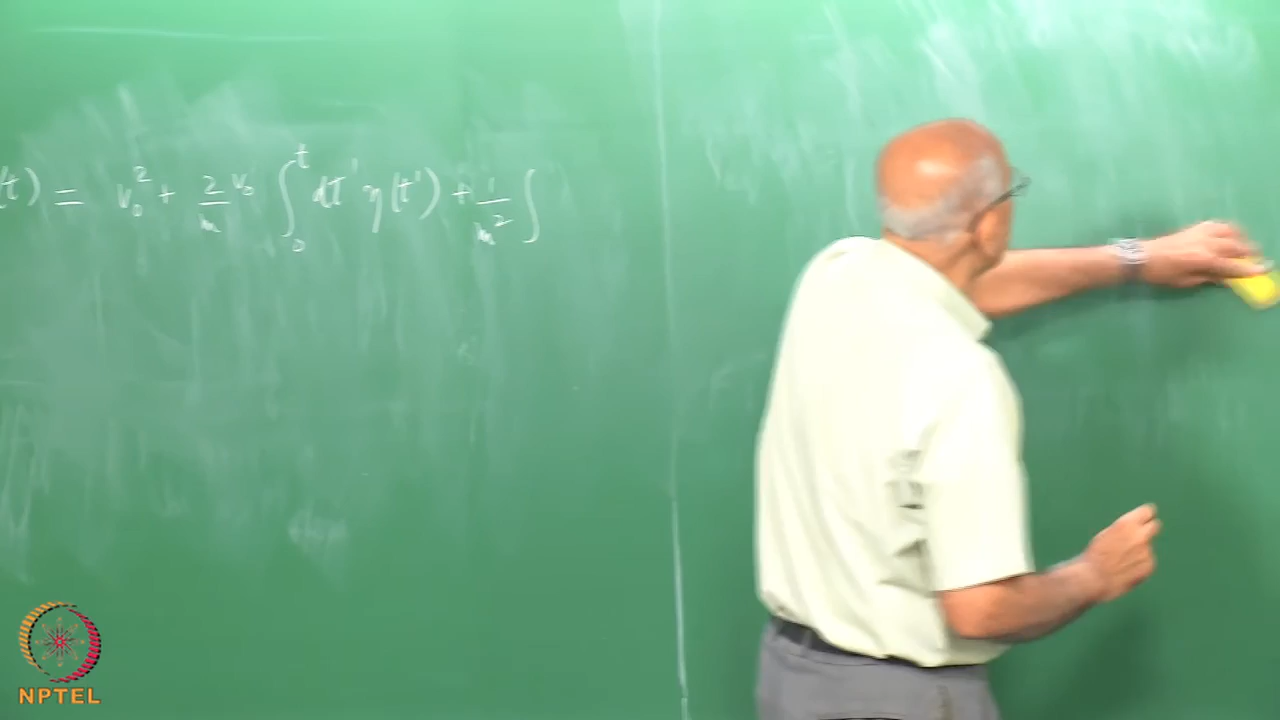 (t) = v₀² + 2/m v₀ ∫₀ᵗ dt' η(t') + 1/m² ∫
NPTEL